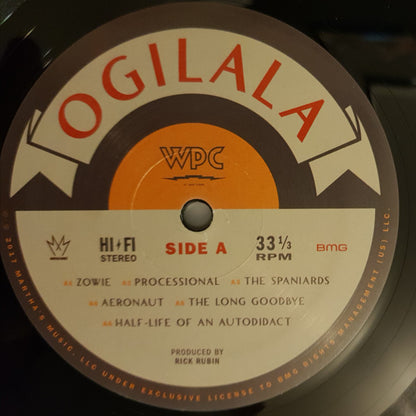 OGILALA
WPC
HI FI
STEREO
SIDE A
33 1/3
RPM
BMG
A1 ZOWIE A2 PROCESSIONAL A3 THE SPANIARDS
A4 AERONAUT A5 THE LONG GOODBYE
A6 HALF-LIFE OF AN AUTODIDACT
PRODUCED BY
RICK RUBIN
℗ © 2017 MARTHA'S MUSIC, LLC UNDER EXCLUSIVE LICENSE TO BMG RIGHTS MANAGEMENT (US) LLC.